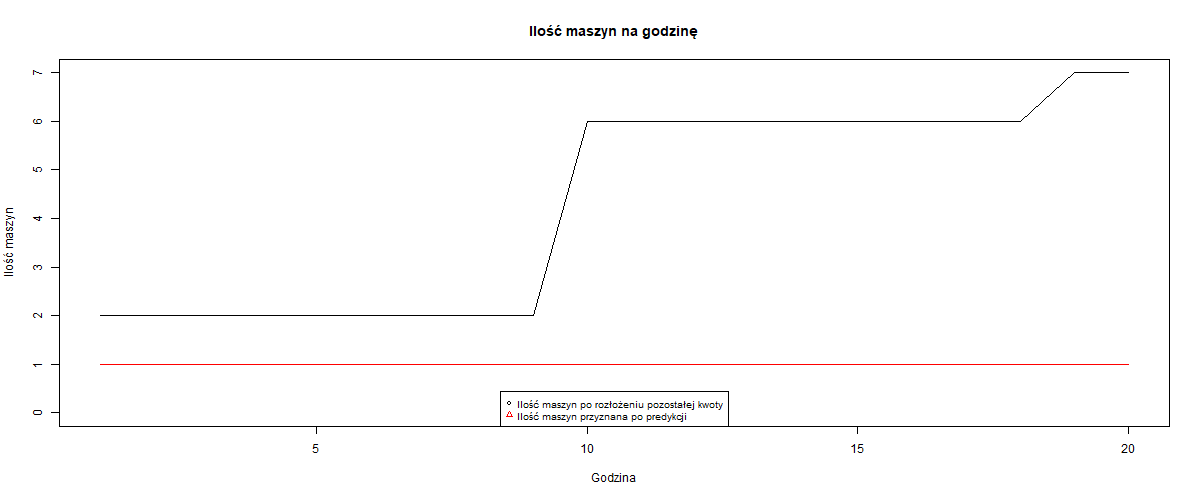 Ilość maszyn na godzinę
Ilość maszyn
7
6
5
4
3
2
1
0
Ilość maszyn po rozłożeniu pozostałej kwoty
Ilość maszyn przyznana po predykcji
5 10 15 20
Godzina